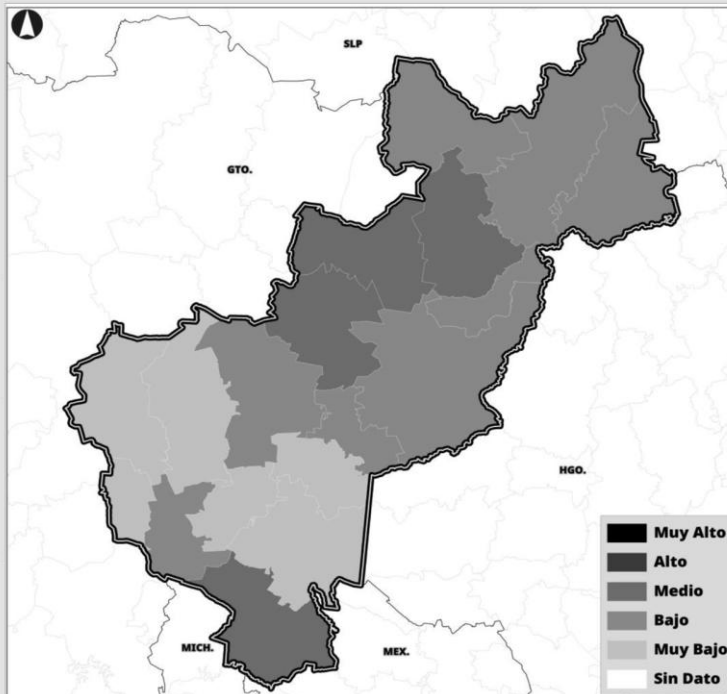 SLP
GTO.
HGO.
MICH.
MEX.
Muy Alto
Alto
Medio
Bajo
Muy Bajo
Sin Dato